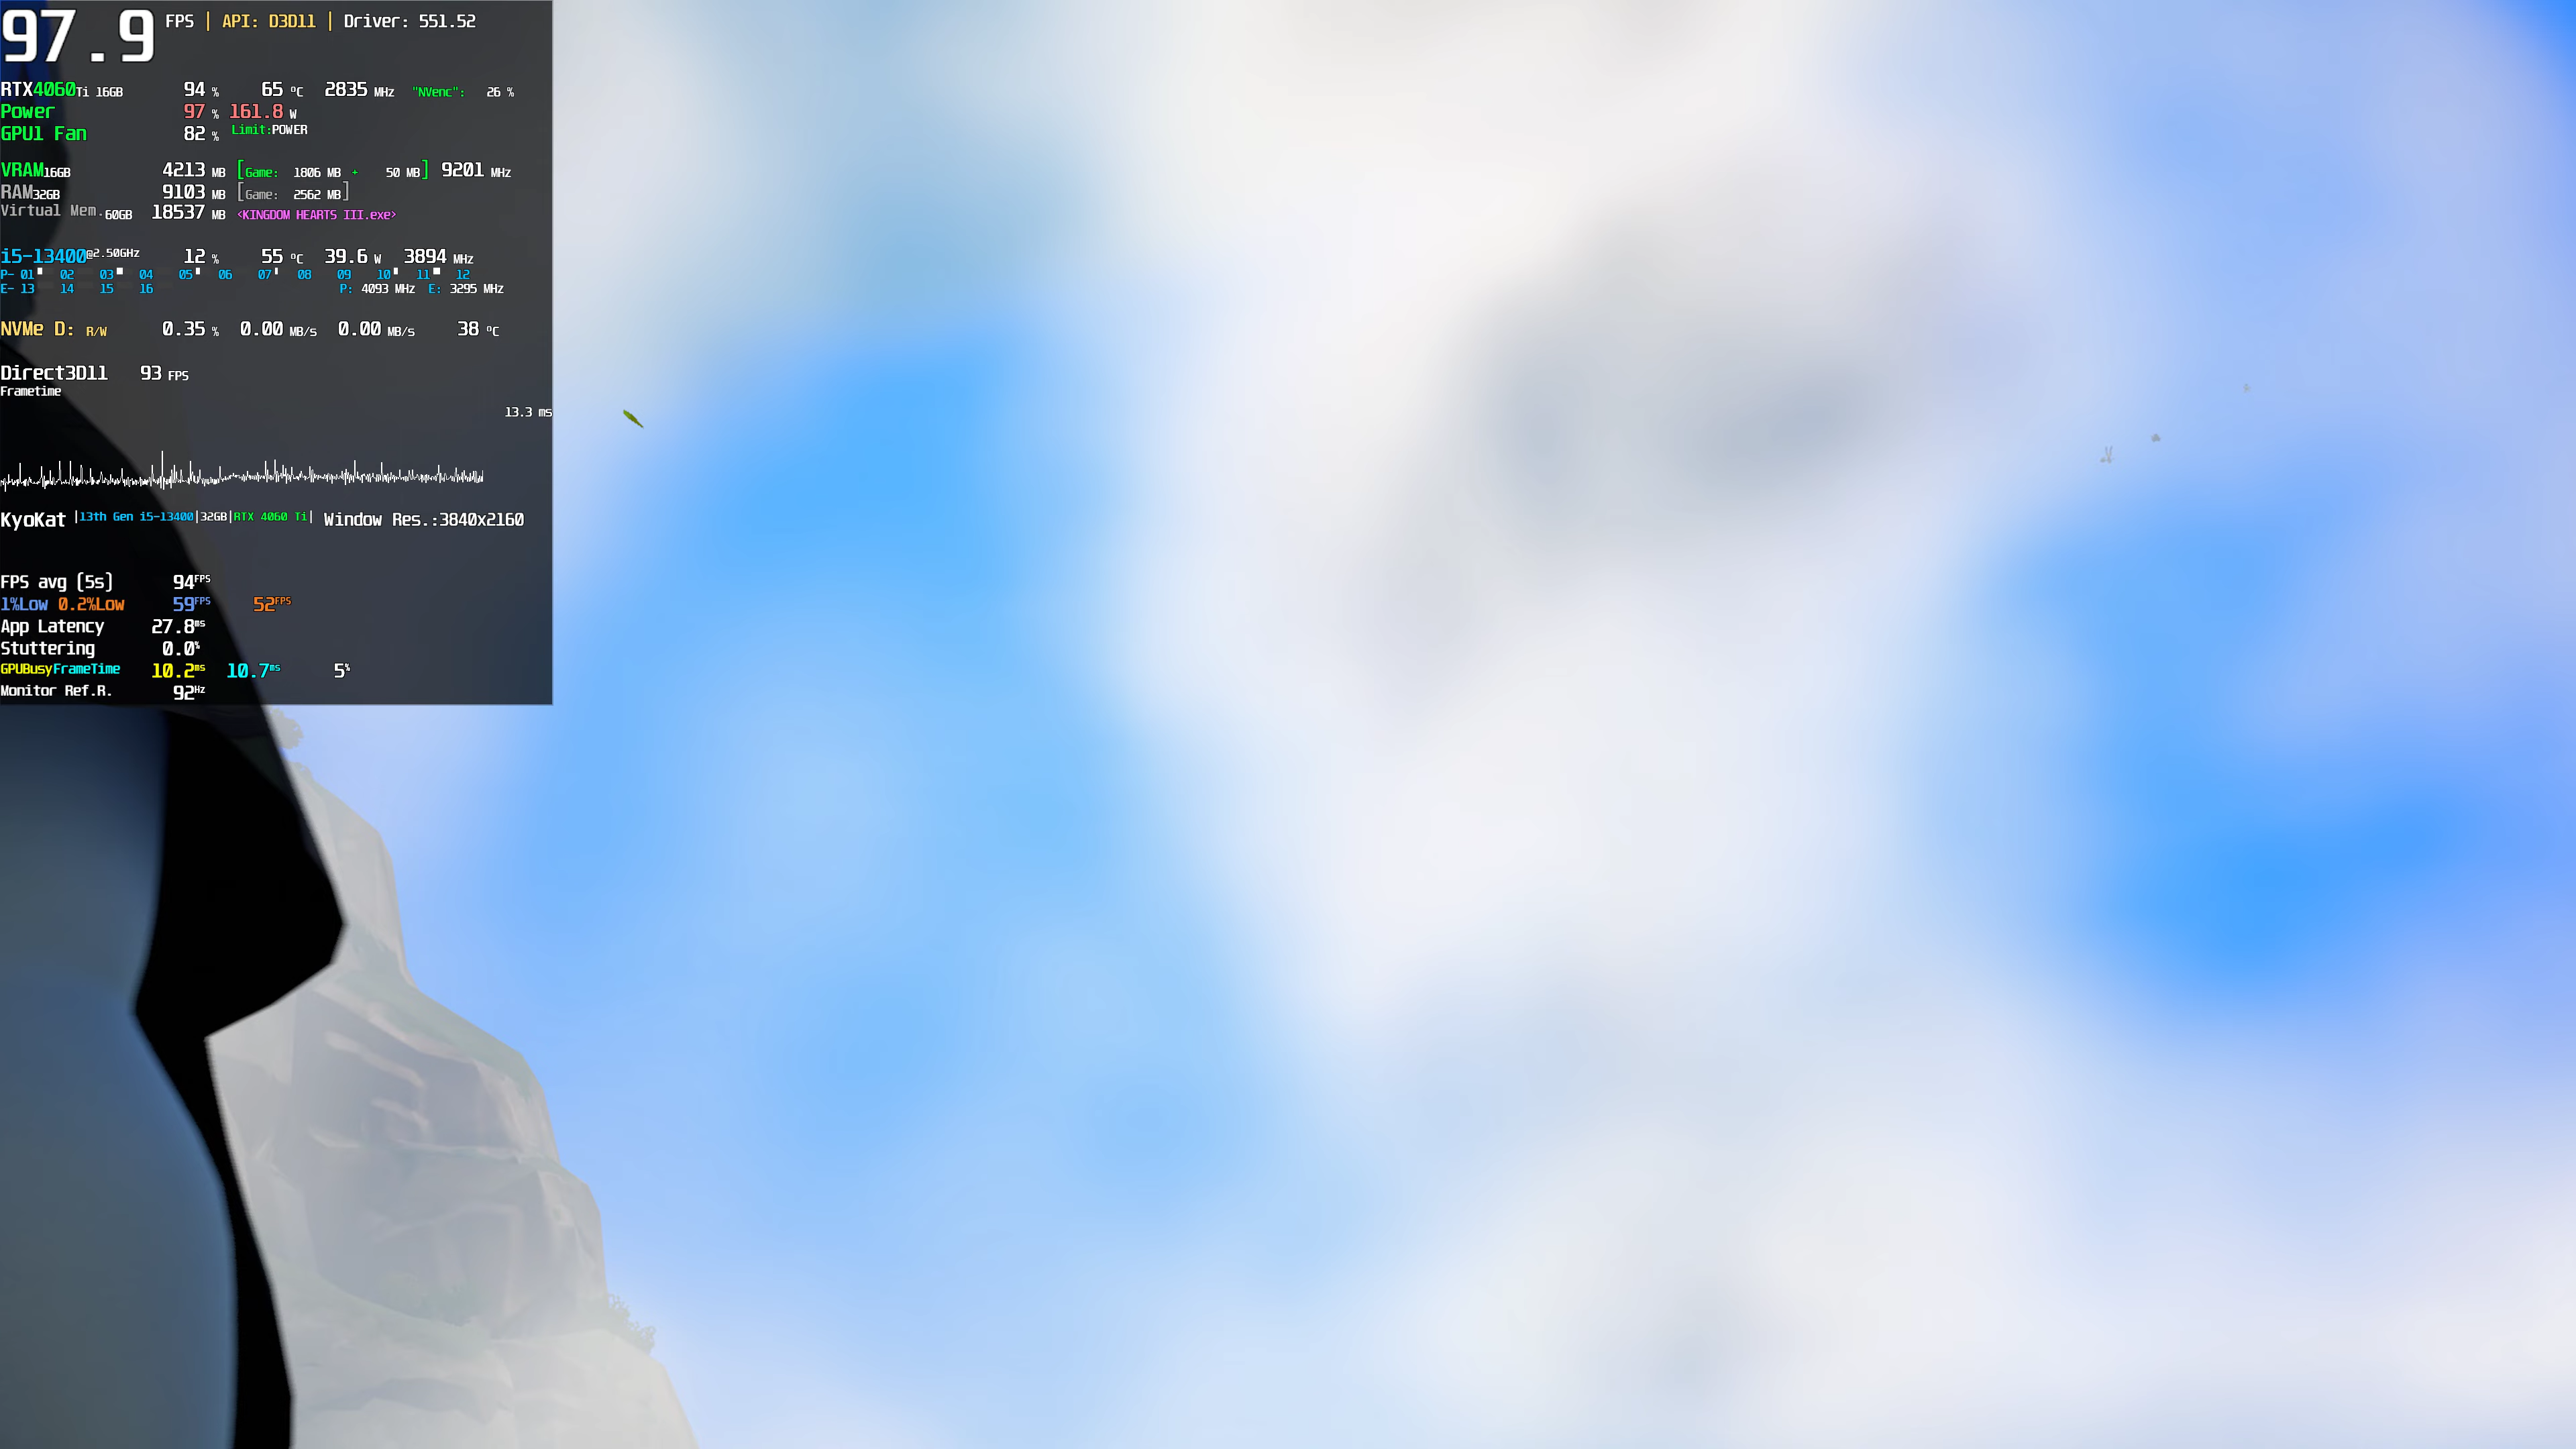 97.9 FPS | API: D3D11 | Driver: 551.52
RTX4060Ti 16GB 94 % 65 °C 2835 MHz "NVenc": 26 %
Power 97 % 161.8 W
GPU1 Fan 82 % Limit:POWER
VRAM16GB 4213 MB [Game: 1806 MB + 50 MB] 9201 MHz
RAM32GB 9103 MB [Game: 2562 MB]
Virtual Mem.60GB 18537 MB <KINGDOM HEARTS III.exe>
i5-13400@2.50GHz 12 % 55 °C 39.6 W 3894 MHz
P- 01 02 03 04 05 06 07 08 09 10 11 12
E- 13 14 15 16 P: 4093 MHz E: 3295 MHz
NVMe D: R/W 0.35 % 0.00 MB/s 0.00 MB/s 38 °C
Direct3D11 93 FPS
Frametime
13.3 ms
KyoKat |13th Gen i5-13400|32GB|RTX 4060 Ti| Window Res.:3840x2160
FPS avg [5s] 94FPS
1%Low 0.2%Low 59FPS 52FPS
App Latency 27.8ms
Stuttering 0.0%
GPUBusyFrameTime 10.2ms 10.7ms 5%
Monitor Ref.R. 92Hz